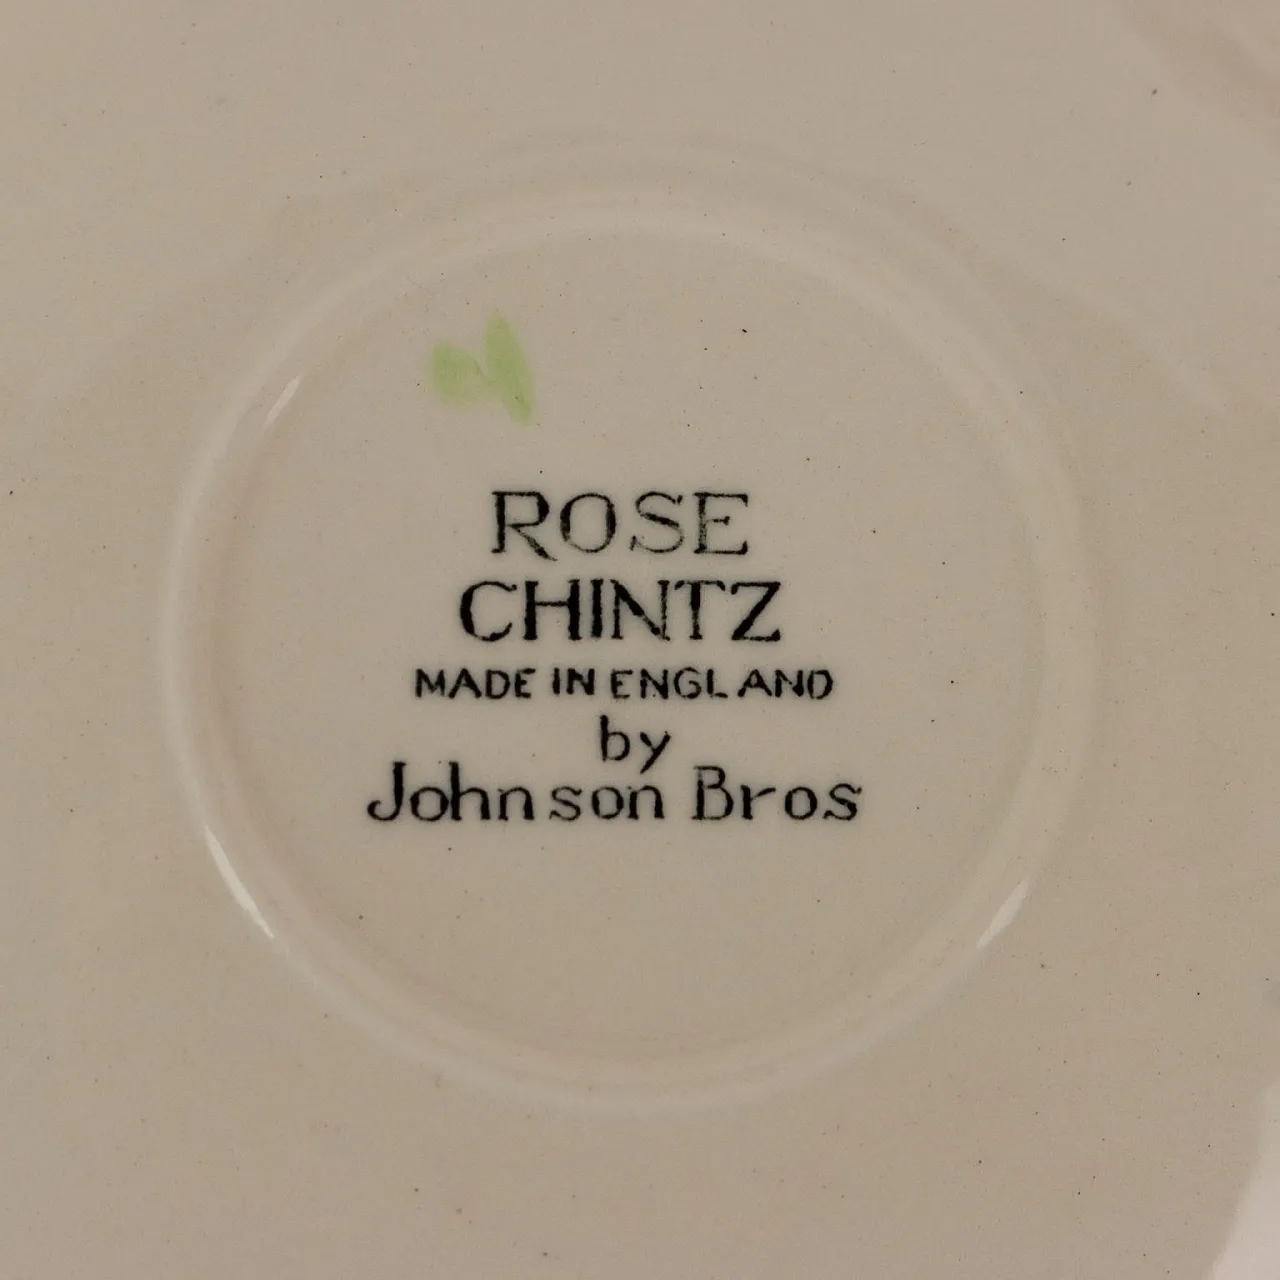 ROSE
CHINTZ
MADE IN ENGLAND
by
Johnson Bros